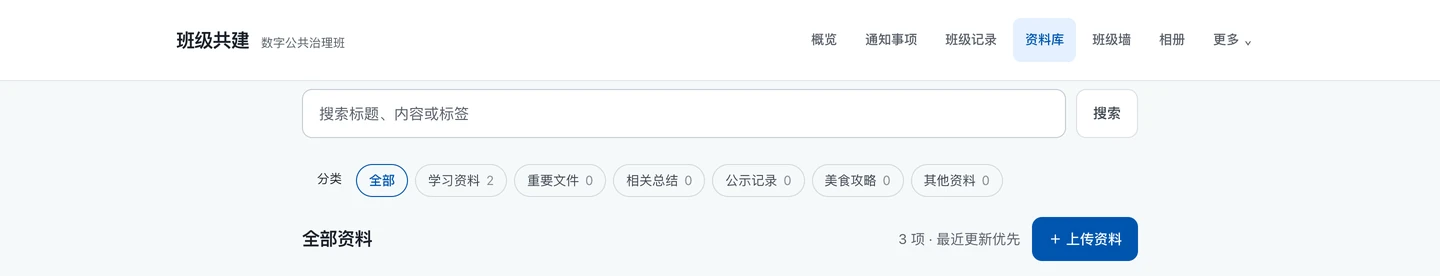 班级共建 数字公共治理班 概览 通知事项 班级记录 资料库 班级墙 相册 更多
搜索标题、内容或标签 搜索
分类 全部 学习资料 2 重要文件 0 相关总结 0 公示记录 0 美食攻略 0 其他资料 0
全部资料 3 项 · 最近更新优先 + 上传资料